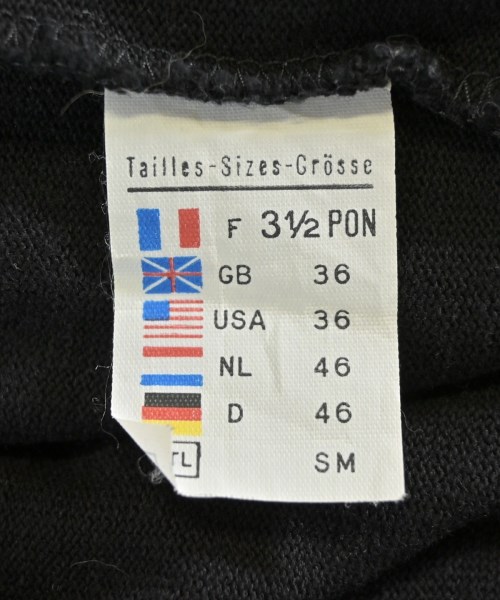 Tailles-Sizes-Grösse
F 3½ PON
GB 36
USA 36
NL 46
D 46
SM